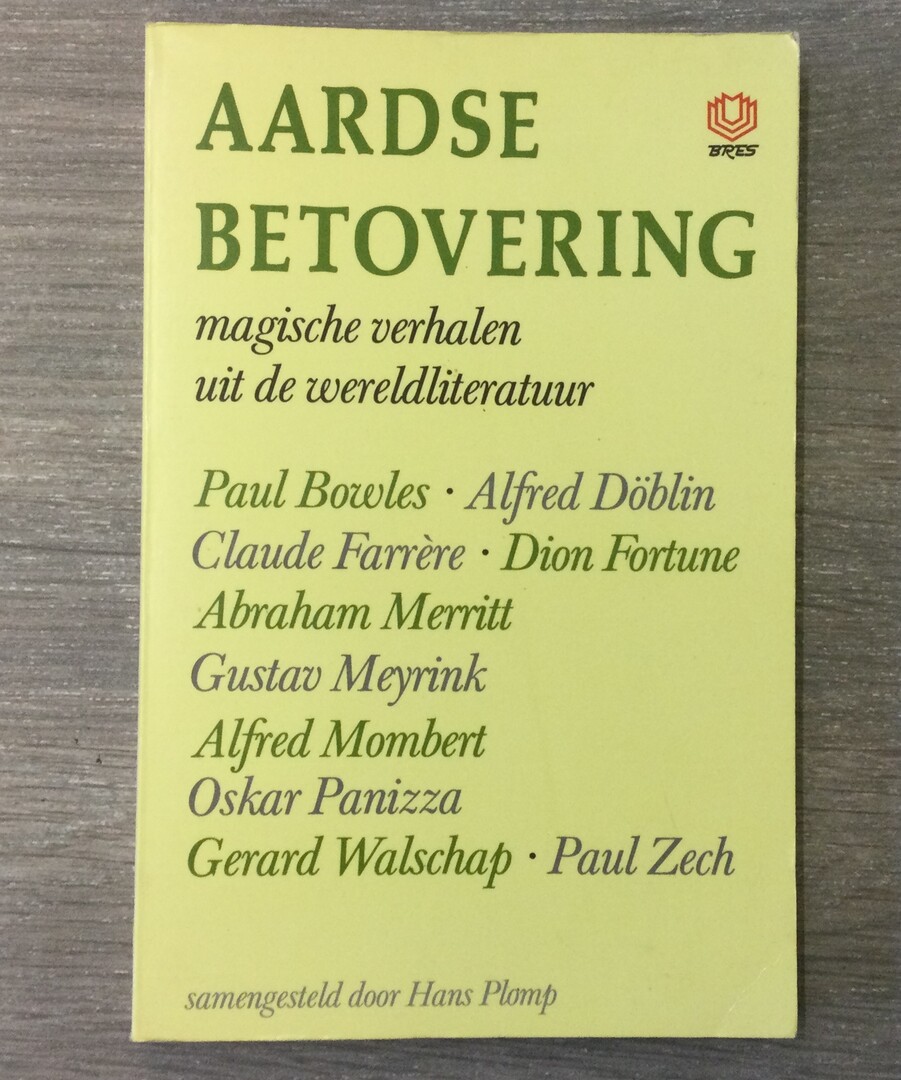 AARDSE
BRES
BETOVERING
magische verhalen
uit de wereldliteratuur
Paul Bowles · Alfred Döblin
Claude Farrère · Dion Fortune
Abraham Merritt
Gustav Meyrink
Alfred Mombert
Oskar Panizza
Gerard Walschap · Paul Zech
samengesteld door Hans Plomp